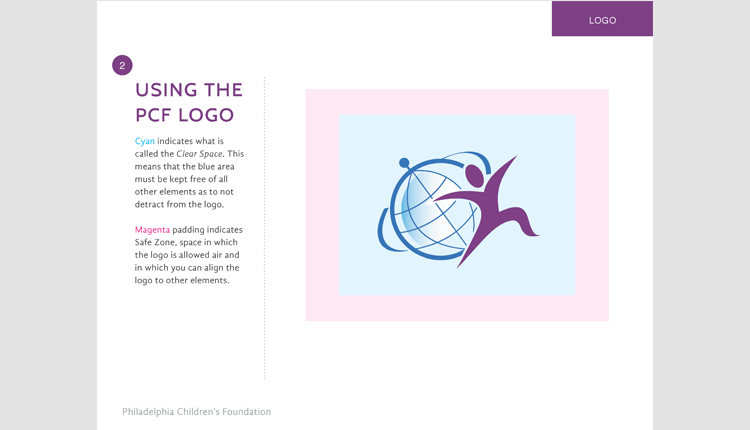 LOGO
2
USING THE
PCF LOGO
Cyan indicates what is
called the Clear Space. This
means that the blue area
must be kept free of all
other elements as to not
detract from the logo.
Magenta padding indicates
Safe Zone, space in which
the logo is allowed air and
in which you can align the
logo to other elements.
Philadelphia Children's Foundation